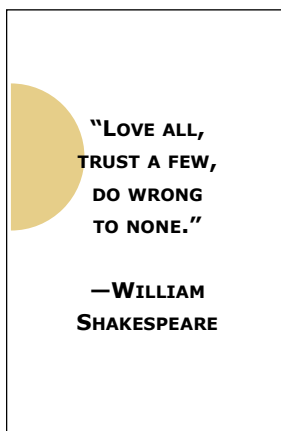 “Love all,
trust a few,
do wrong
to none.”
—William
Shakespeare